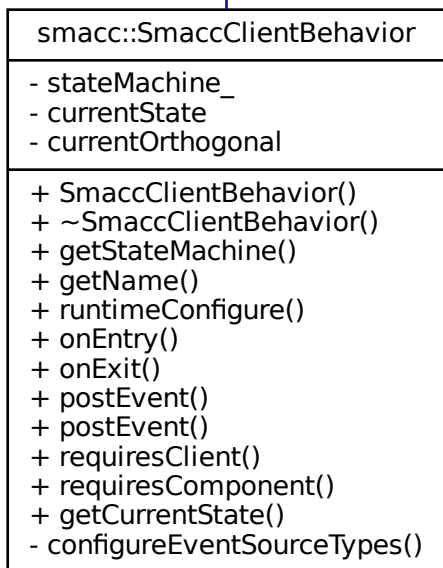 smacc::SmaccClientBehavior
- stateMachine_
- currentState
- currentOrthogonal
+ SmaccClientBehavior()
+ ~SmaccClientBehavior()
+ getStateMachine()
+ getName()
+ runtimeConfigure()
+ onEntry()
+ onExit()
+ postEvent()
+ postEvent()
+ requiresClient()
+ requiresComponent()
+ getCurrentState()
- configureEventSourceTypes()